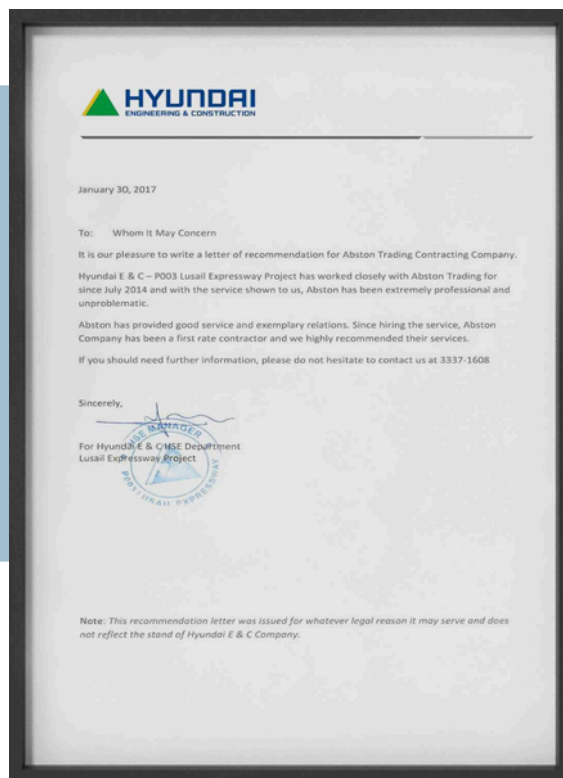 HYUNDAI
ENGINEERING & CONSTRUCTION
January 30, 2017
To: Whom It May Concern
It is our pleasure to write a letter of recommendation for Abston Trading Contracting Company.
Hyundai E & C – P003 Lusail Expressway Project has worked closely with Abston Trading for
since July 2014 and with the service shown to us, Abston has been extremely professional and
unproblematic.
Abston has provided good service and exemplary relations. Since hiring the service, Abston
Company has been a first rate contractor and we highly recommended their services.
If you should need further information, please do not hesitate to contact us at 3337-1608
Sincerely,
HSE MANAGER
For Hyundai E & C HSE Department
Lusail Expressway Project
EXPRESSWAY
Note: This recommendation letter was issued for whatever legal reason it may serve and does
not reflect the stand of Hyundai E & C Company.